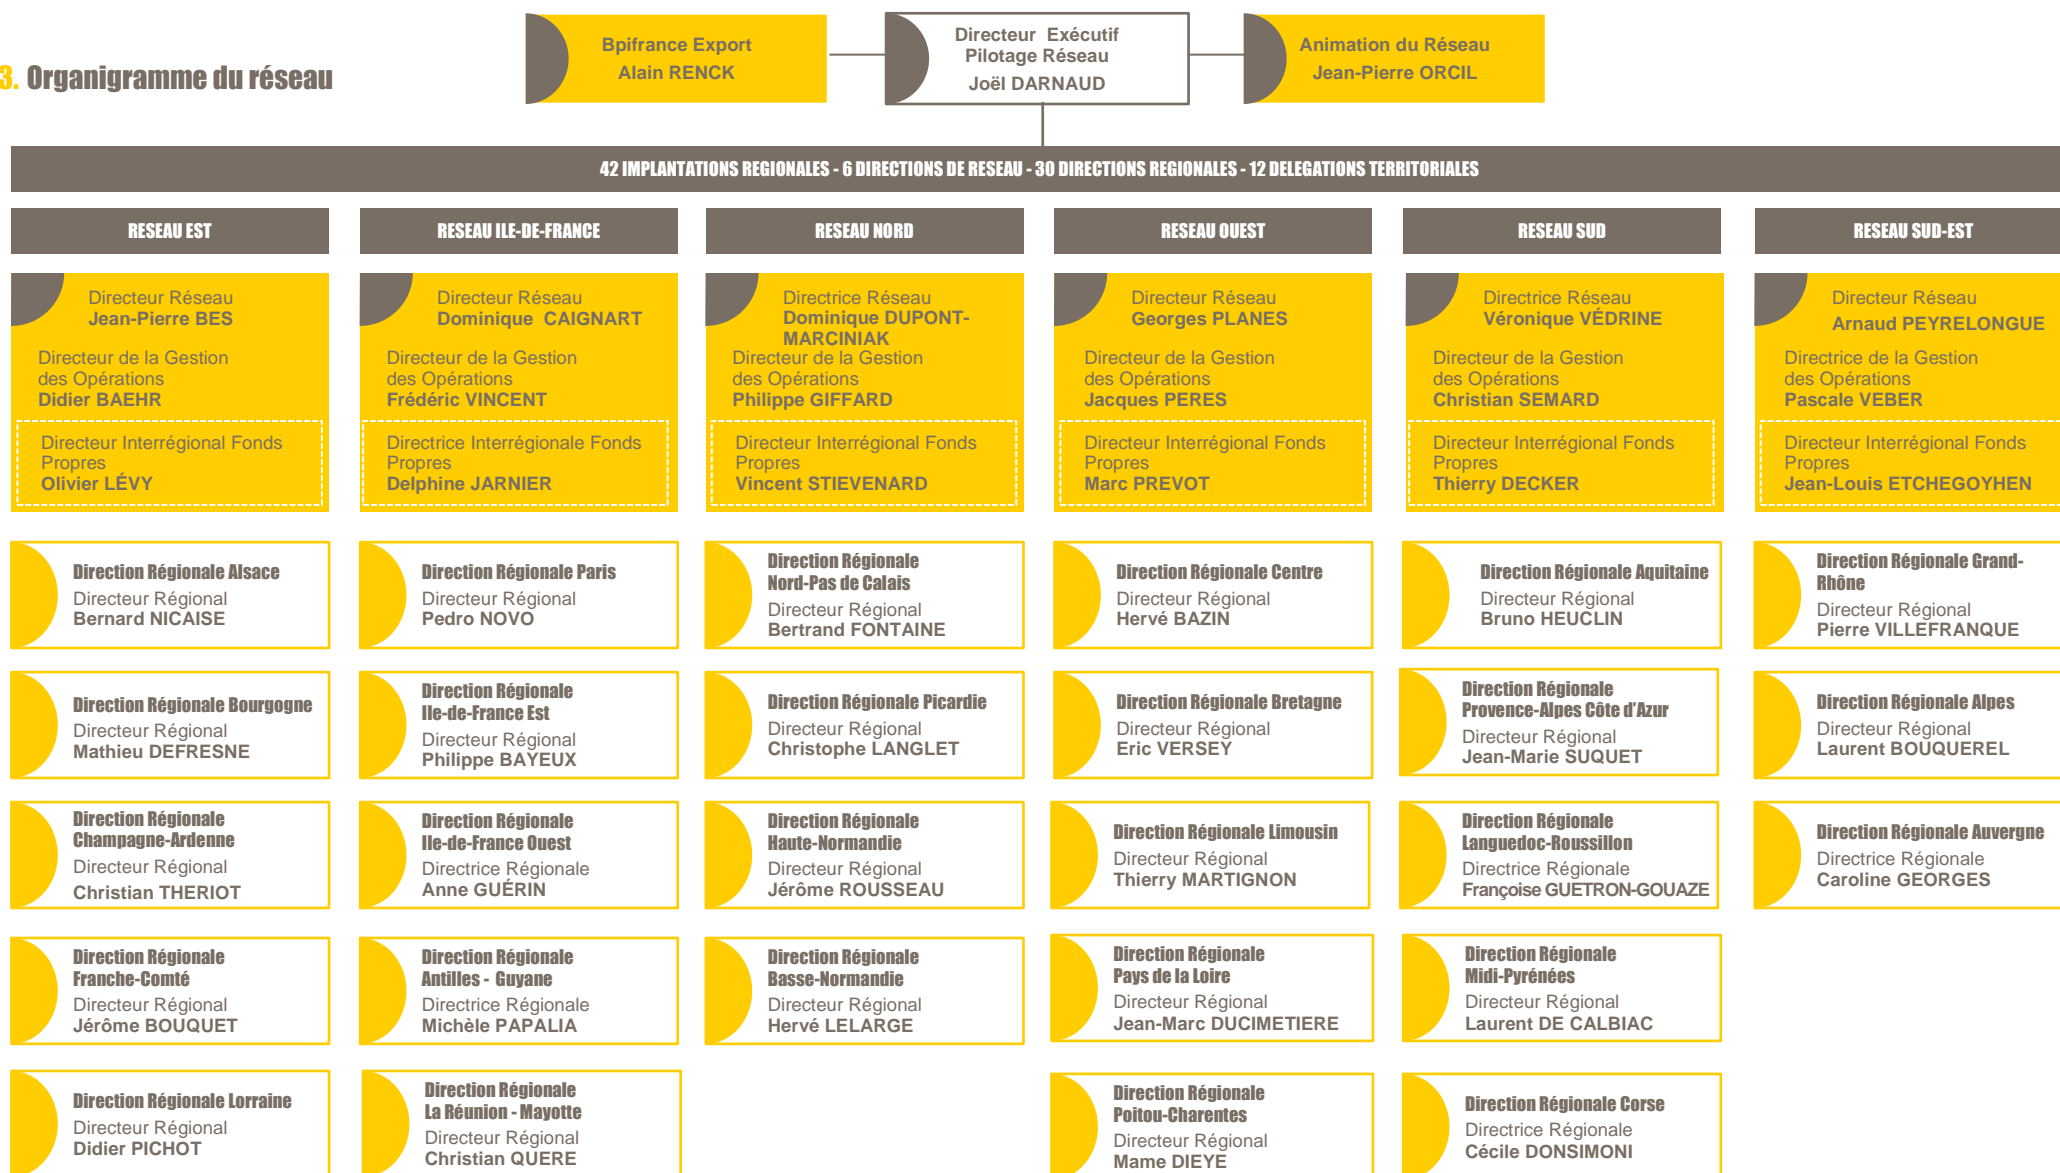 3. Organigramme du réseau
Bpifrance Export
Alain RENCK
Directeur Exécutif
Pilotage Réseau
Joël DARNAUD
Animation du Réseau
Jean-Pierre ORCIL
42 IMPLANTATIONS REGIONALES - 6 DIRECTIONS DE RESEAU - 30 DIRECTIONS REGIONALES - 12 DELEGATIONS TERRITORIALES
RESEAU EST
Directeur Réseau
Jean-Pierre BES
Directeur de la Gestion
des Opérations
Didier BAEHR
Directeur Interrégional Fonds
Propres
Olivier LÉVY
Direction Régionale Alsace
Directeur Régional
Bernard NICAISE
Direction Régionale Bourgogne
Directeur Régional
Mathieu DEFRESNE
Direction Régionale
Champagne-Ardenne
Directeur Régional
Christian THERIOT
Direction Régionale
Franche-Comté
Directeur Régional
Jérôme BOUQUET
Direction Régionale Lorraine
Directeur Régional
Didier PICHOT
RESEAU ILE-DE-FRANCE
Directeur Réseau
Dominique CAIGNART
Directeur de la Gestion
des Opérations
Frédéric VINCENT
Directrice Interrégionale Fonds
Propres
Delphine JARNIER
Direction Régionale Paris
Directeur Régional
Pedro NOVO
Direction Régionale
Ile-de-France Est
Directeur Régional
Philippe BAYEUX
Direction Régionale
Ile-de-France Ouest
Directrice Régionale
Anne GUÉRIN
Direction Régionale
Antilles - Guyane
Directrice Régionale
Michèle PAPALIA
Direction Régionale
La Réunion - Mayotte
Directeur Régional
Christian QUERE
RESEAU NORD
Directrice Réseau
Dominique DUPONT-
MARCINIAK
Directeur de la Gestion
des Opérations
Philippe GIFFARD
Directeur Interrégional Fonds
Propres
Vincent STIEVENARD
Direction Régionale
Nord-Pas de Calais
Directeur Régional
Bertrand FONTAINE
Direction Régionale Picardie
Directeur Régional
Christophe LANGLET
Direction Régionale
Haute-Normandie
Directeur Régional
Jérôme ROUSSEAU
Direction Régionale
Basse-Normandie
Directeur Régional
Hervé LELARGE
RESEAU OUEST
Directeur Réseau
Georges PLANES
Directeur de la Gestion
des Opérations
Jacques PERES
Directeur Interrégional Fonds
Propres
Marc PREVOT
Direction Régionale Centre
Directeur Régional
Hervé BAZIN
Direction Régionale Bretagne
Directeur Régional
Eric VERSEY
Direction Régionale Limousin
Directeur Régional
Thierry MARTIGNON
Direction Régionale
Pays de la Loire
Directeur Régional
Jean-Marc DUCIMETIERE
Direction Régionale
Poitou-Charentes
Directeur Régional
Mame DIEYE
RESEAU SUD
Directrice Réseau
Véronique VÉDRINE
Directeur de la Gestion
des Opérations
Christian SEMARD
Directeur Interrégional Fonds
Propres
Thierry DECKER
Direction Régionale Aquitaine
Directeur Régional
Bruno HEUCLIN
Direction Régionale
Provence-Alpes Côte d'Azur
Directeur Régional
Jean-Marie SUQUET
Direction Régionale
Languedoc-Roussillon
Directrice Régionale
Françoise GUETRON-GOUAZE
Direction Régionale
Midi-Pyrénées
Directeur Régional
Laurent DE CALBIAC
Direction Régionale Corse
Directrice Régionale
Cécile DONSIMONI
RESEAU SUD-EST
Directeur Réseau
Arnaud PEYRELONGUE
Directrice de la Gestion
des Opérations
Pascale VEBER
Directeur Interrégional Fonds
Propres
Jean-Louis ETCHEGOYHEN
Direction Régionale Grand-
Rhône
Directeur Régional
Pierre VILLEFRANQUE
Direction Régionale Alpes
Directeur Régional
Laurent BOUQUEREL
Direction Régionale Auvergne
Directrice Régionale
Caroline GEORGES